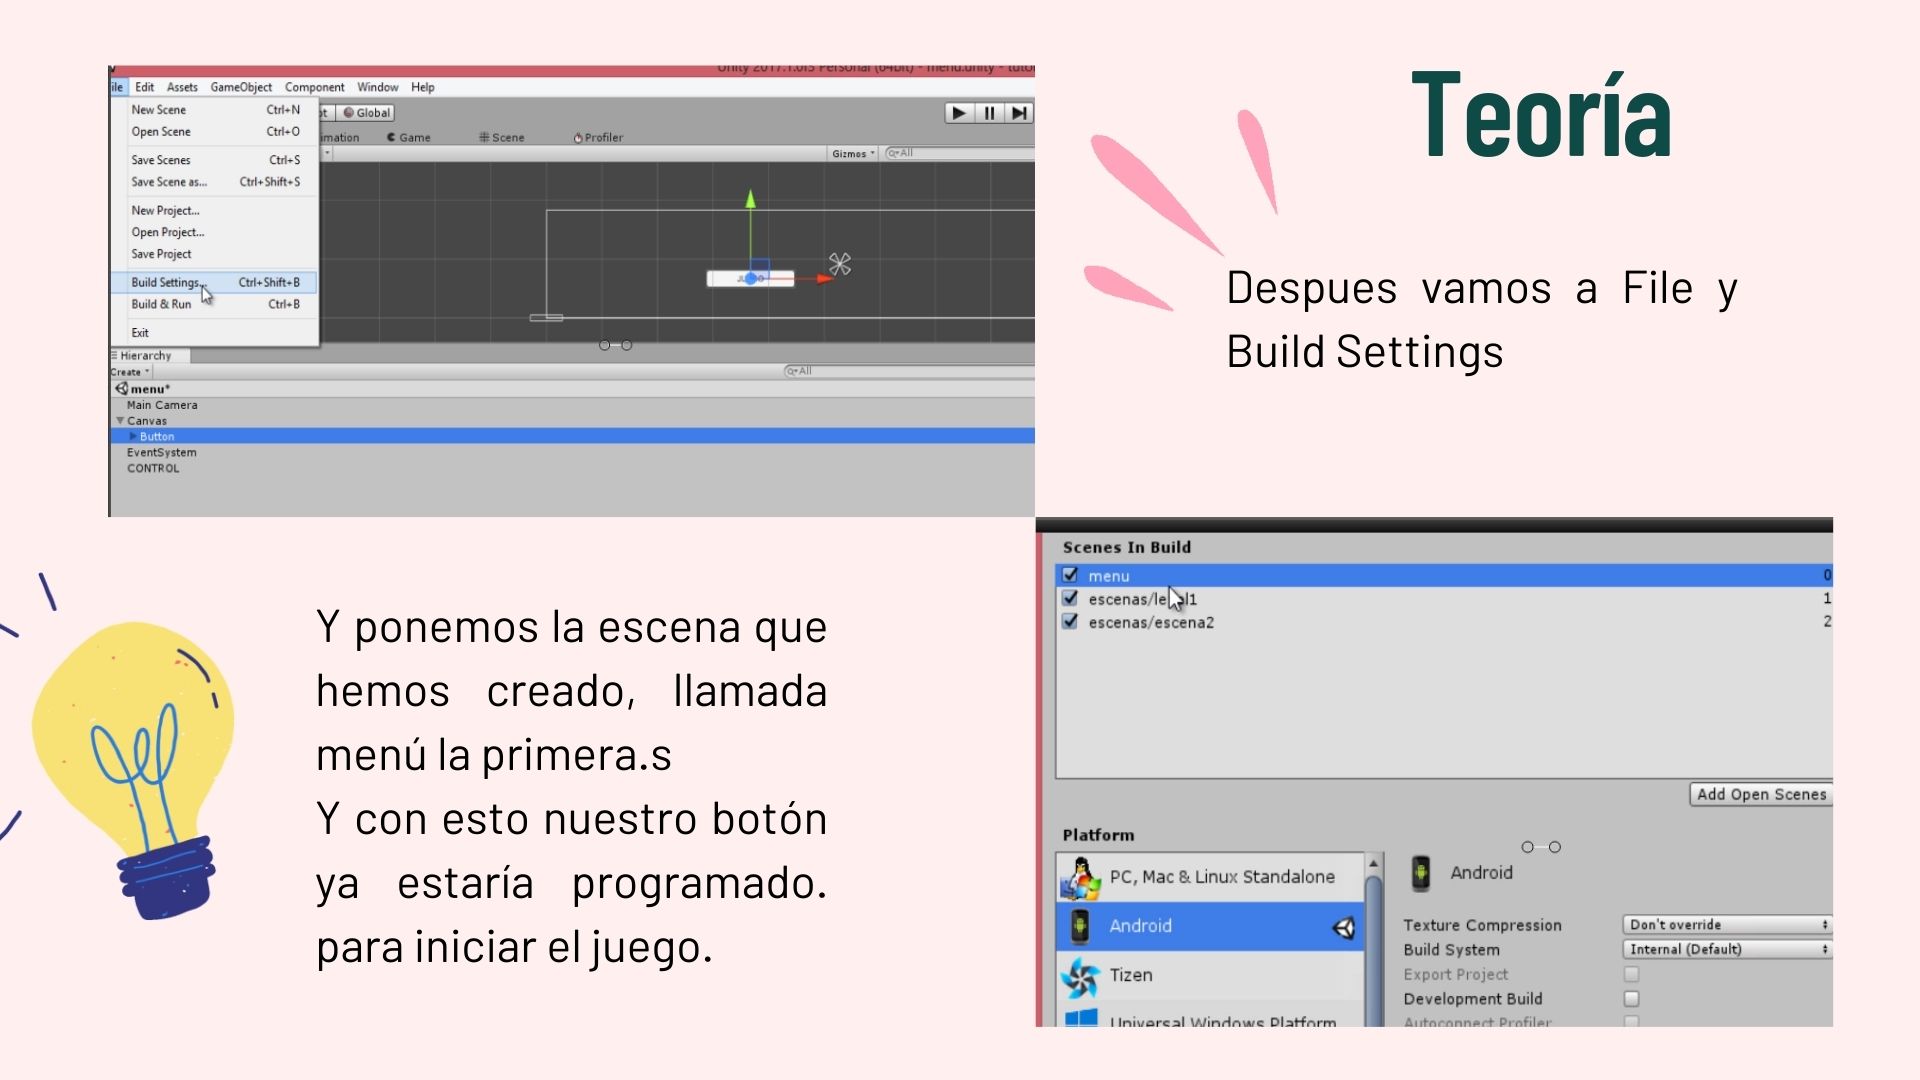 Teoría
Unity 2017.1.0f3 Personal (64bit) - menu.unity - tuto
ile Edit Assets GameObject Component Window Help
New Scene Ctrl+N
Open Scene Ctrl+O
Save Scenes Ctrl+S
Save Scene as... Ctrl+Shift+S
New Project...
Open Project...
Save Project
Build Settings... Ctrl+Shift+B
Build & Run Ctrl+B
Exit
Global
imation Game Scene Profiler
Gizmos All
Hierarchy
Create All
menu*
Main Camera
Canvas
Button
EventSystem
CONTROL
Despues vamos a File y
Build Settings
Y ponemos la escena que
hemos creado, llamada
menú la primera.s
Y con esto nuestro botón
ya estaría programado.
para iniciar el juego.
Scenes In Build
menu 0
escenas/level1 1
escenas/escena2 2
Add Open Scenes
Platform
PC, Mac & Linux Standalone
Android
Tizen
Universal Windows Platform
Android
Texture Compression Don't override
Build System Internal (Default)
Export Project
Development Build
Autoconnect Profiler